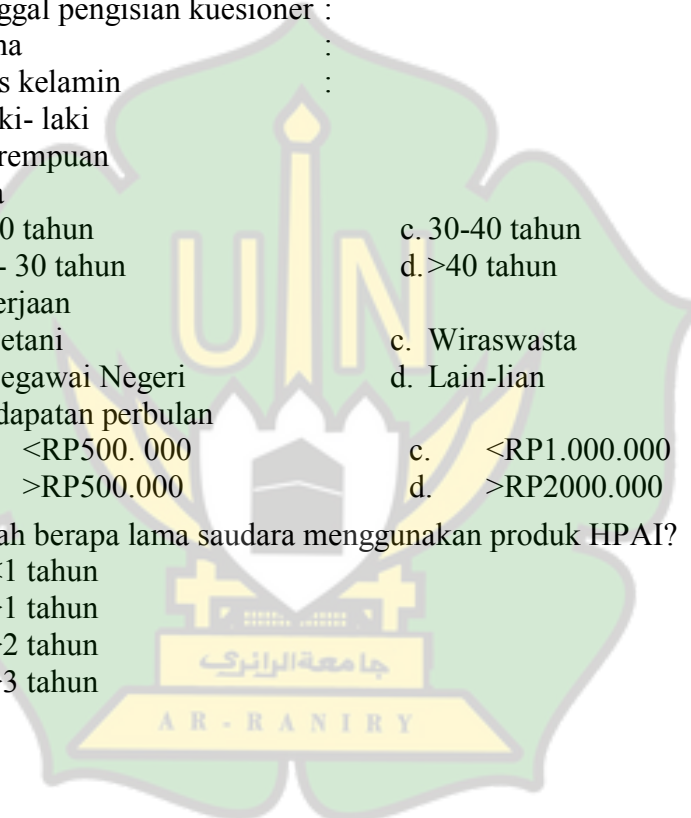 ggal pengisian kuesioner :
na :
s kelamin :
ki- laki
rempuan
a
0 tahun c. 30-40 tahun
- 30 tahun d. >40 tahun
erjaan
etani c. Wiraswasta
egawai Negeri d. Lain-lian
dapatan perbulan
<RP500. 000 c. <RP1.000.000
>RP500.000 d. >RP2000.000
ah berapa lama saudara menggunakan produk HPAI?
<1 tahun
1 tahun
2 tahun
3 tahun
UIN
جامعة الرانري
AR-RANIRY